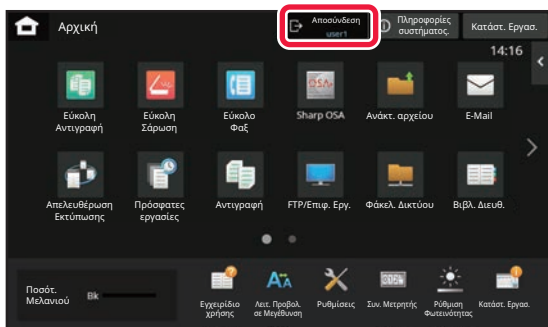 Αρχική
Αποσύνδεση
user1
Πληροφορίες
συστήματος.
Κατάστ. Εργασ.
14:16
Εύκολη
Αντιγραφή
Εύκολη
Σάρωση
Εύκολο
Φαξ
Sharp OSA
Ανάκτ. αρχείου
E-Mail
Απελευθέρωση
Εκτύπωσης
Πρόσφατες
εργασίες
Αντιγραφή
FTP/Επιφ. Εργ.
Φάκελ. Δικτύου
Βιβλ. Διευθ.
Ποσότ.
Μελανιού
Bk
Εγχειρίδιο
χρήσης
Λειτ. Προβολ.
σε Μεγέθυνση
Ρυθμίσεις
Συν. Μετρητής
Ρύθμιση
Φωτεινότητας
Κατάστ. Εργασ.